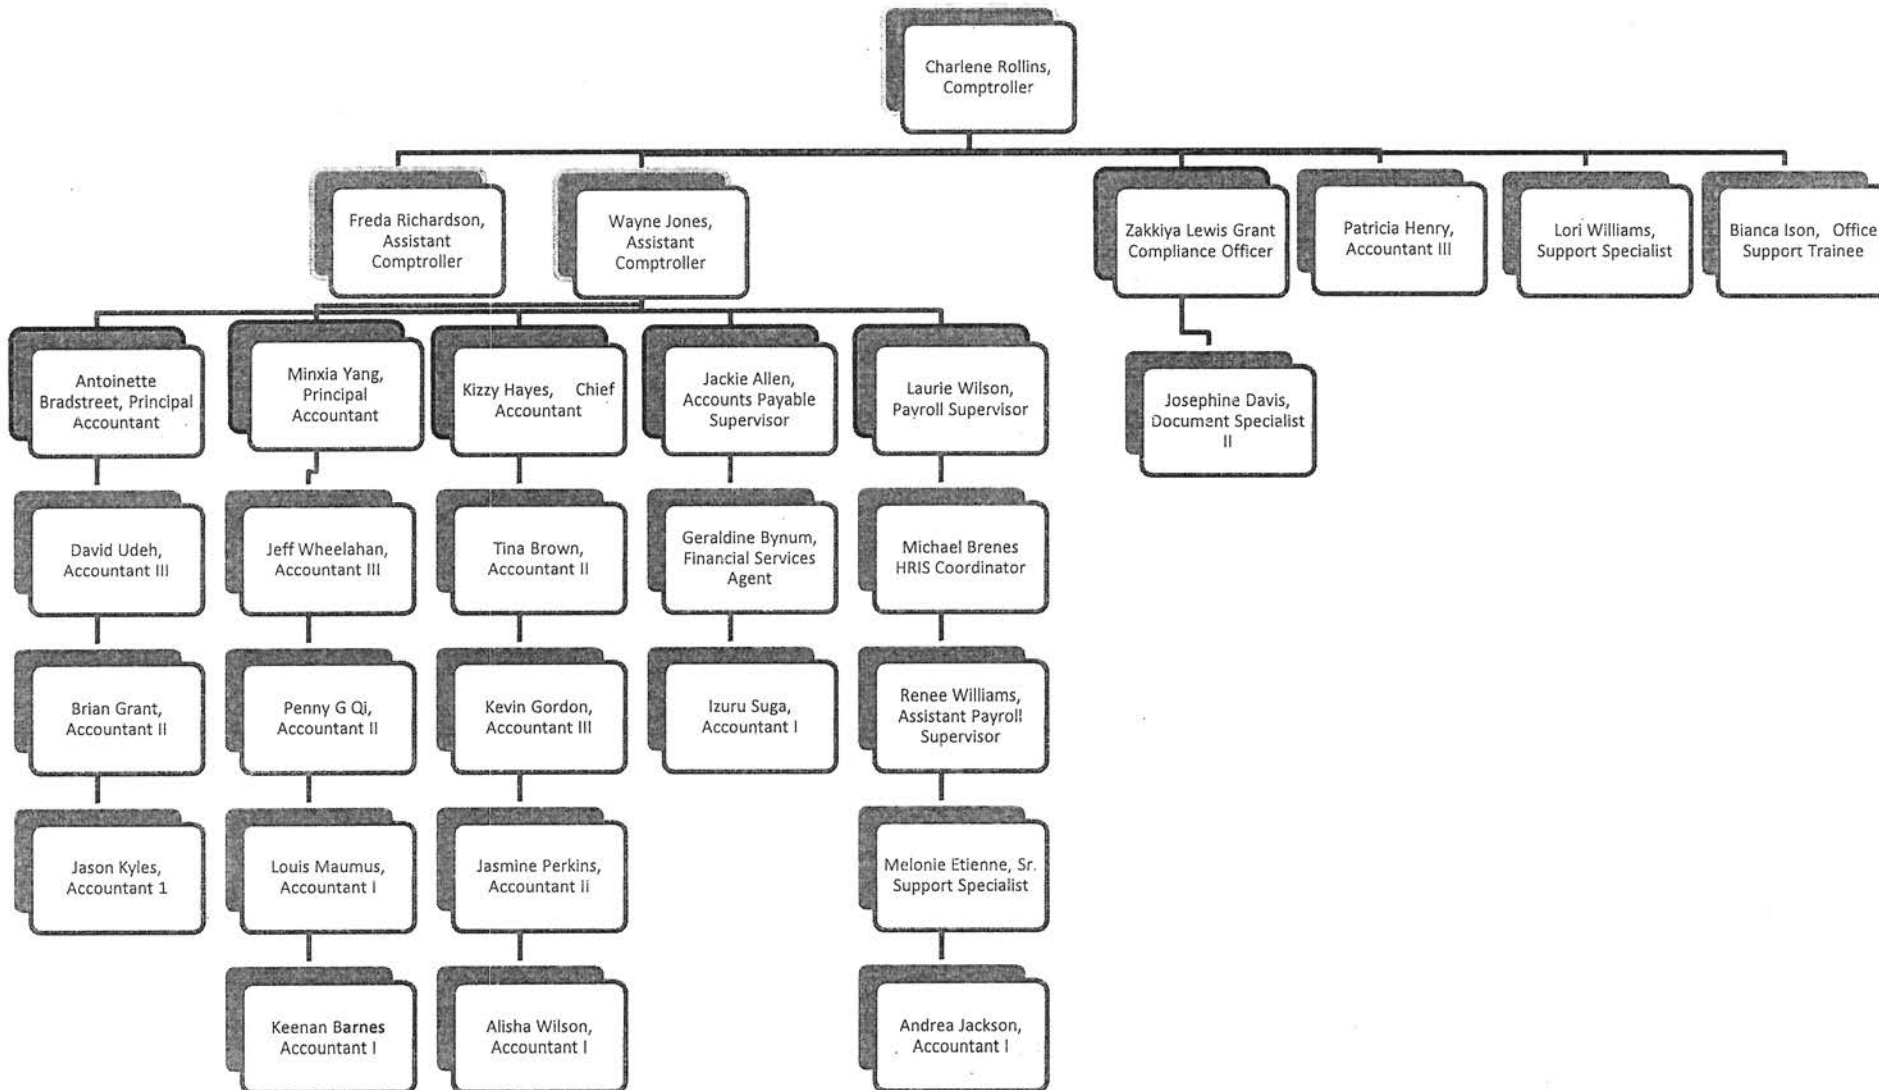 Charlene Rollins,
Comptroller
Freda Richardson,
Assistant
Comptroller
Wayne Jones,
Assistant
Comptroller
Zakkiya Lewis Grant
Compliance Officer
Patricia Henry,
Accountant III
Lori Williams,
Support Specialist
Bianca Ison, Office
Support Trainee
Antoinette
Bradstreet, Principal
Accountant
Minxia Yang,
Principal
Accountant
Kizzy Hayes, Chief
Accountant
Jackie Allen,
Accounts Payable
Supervisor
Laurie Wilson,
Payroll Supervisor
Josephine Davis,
Document Specialist
II
David Udeh,
Accountant III
Jeff Wheelahan,
Accountant III
Tina Brown,
Accountant II
Geraldine Bynum,
Financial Services
Agent
Michael Brenes
HRIS Coordinator
Brian Grant,
Accountant II
Penny G Qi,
Accountant II
Kevin Gordon,
Accountant III
Izuru Suga,
Accountant I
Renee Williams,
Assistant Payroll
Supervisor
Jason Kyles,
Accountant 1
Louis Maumus,
Accountant I
Jasmine Perkins,
Accountant II
Melonie Etienne, Sr.
Support Specialist
Keenan Barnes
Accountant I
Alisha Wilson,
Accountant I
Andrea Jackson,
Accountant I